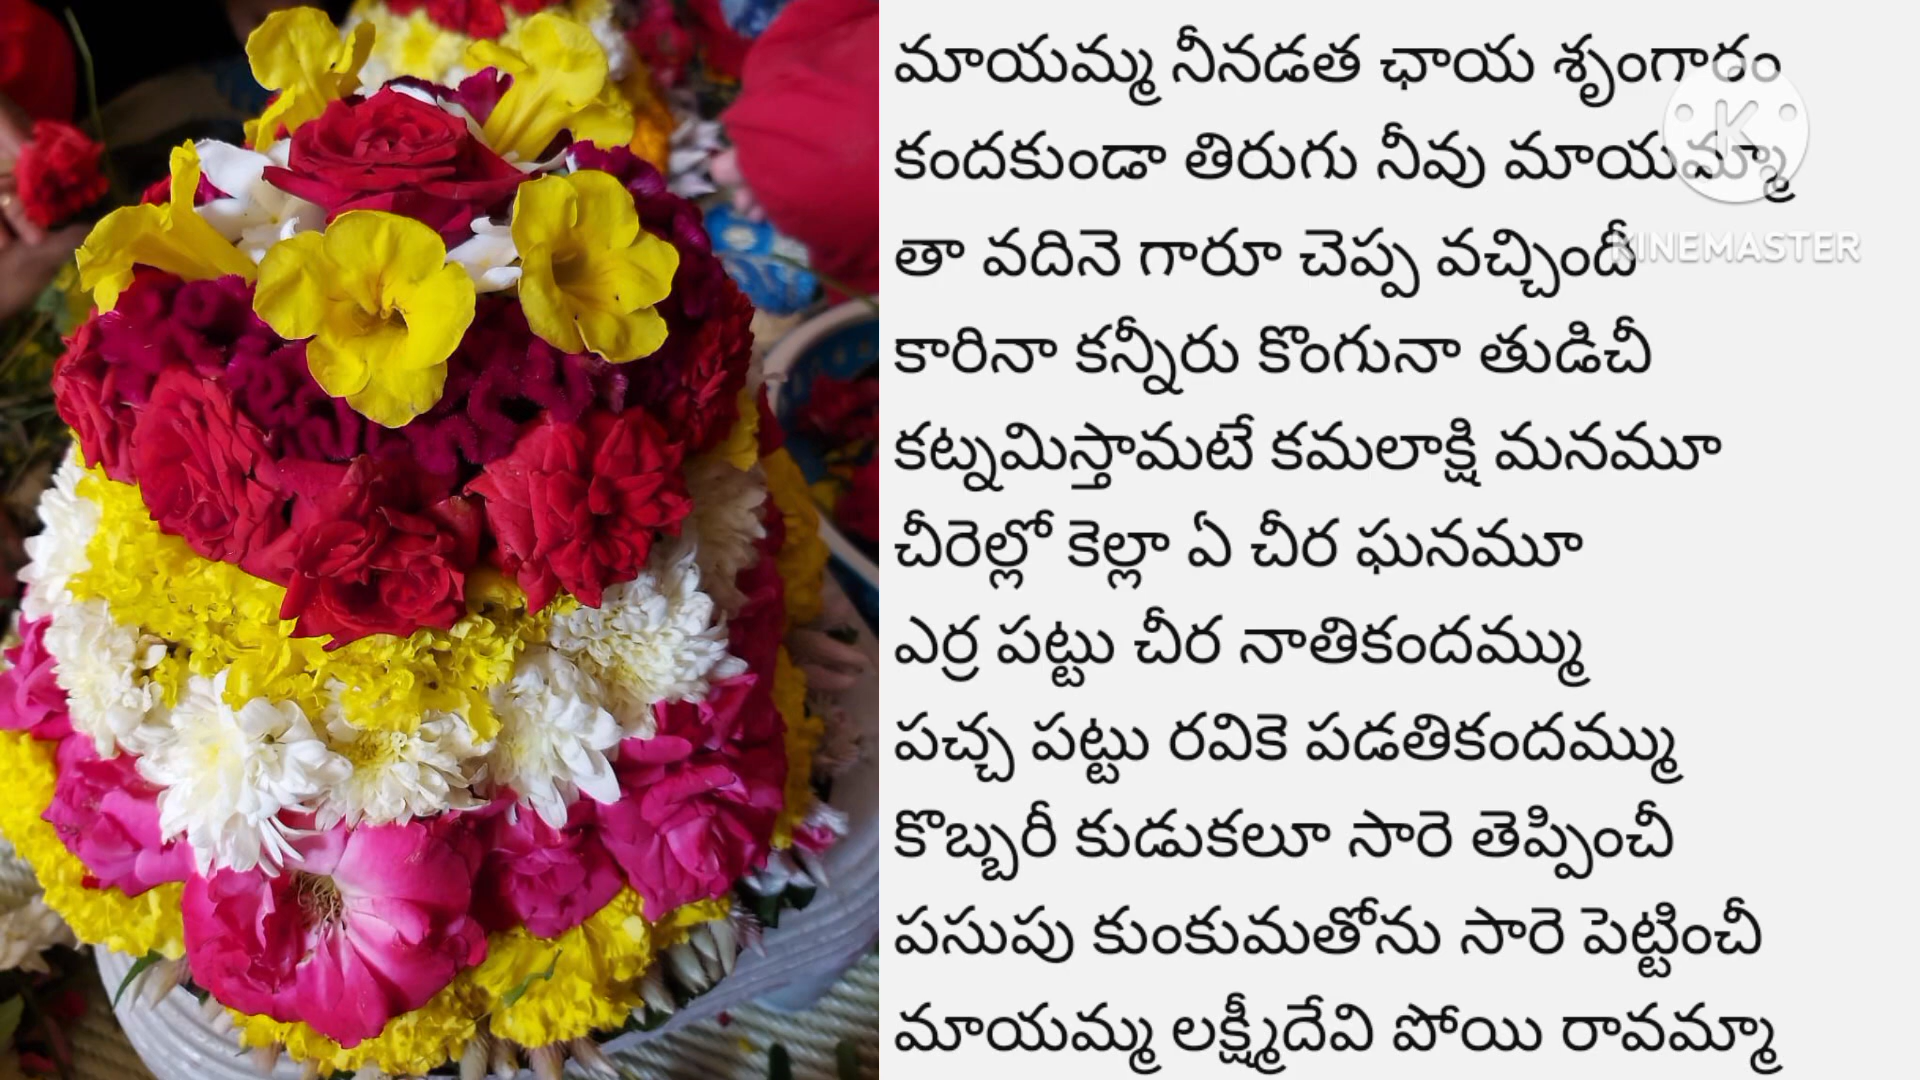 మాయమ్మ నీనడత ఛాయ శృంగారం
కందకుండా తిరుగు నీవు మాయమ్మా
తా వదినె గారూ చెప్ప వచ్చిందీ
KINEMASTER
కారినా కన్నీరు కొంగునా తుడిచీ
కట్నమిస్తామటే కమలాక్షి మనమూ
చీరెల్లో కెల్లా ఏ చీర ఘనమూ
ఎర్ర పట్టు చీర నాతికందమ్ము
పచ్చ పట్టు రవికె పడతికందమ్ము
కొబ్బరీ కుడుకలూ సారె తెప్పించీ
పసుపు కుంకుమతోను సారె పెట్టించీ
మాయమ్మ లక్ష్మీదేవి పోయి రావమ్మా